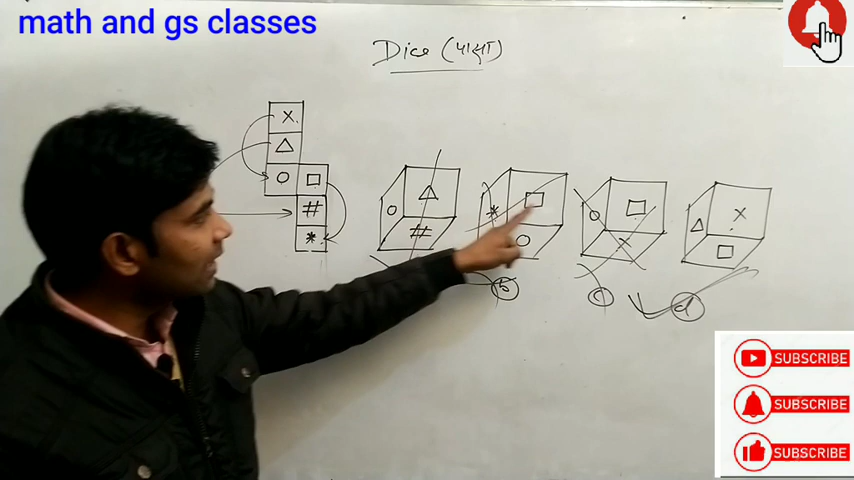 math and gs classes
Dice (पासा)
X
△
○ □
#
*
○ △ #
* □ ○
○ □ X
△ X □
b c d
SUBSCRIBE
SUBSCRIBE
SUBSCRIBE